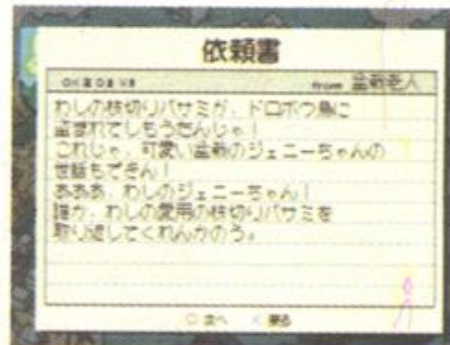 依頼書
from 盆栽老人
わしの枝切りバサミが、ドロボウ鳥に
盗まれてしもうたんじゃ！
これじゃ、可愛い盆栽のジェニーちゃんの
世話もできん！
あああ、わしのジェニーちゃん！
誰か、わしの愛用の枝切りバサミを
取り返してくれんかのう。
○ 次へ × 戻る